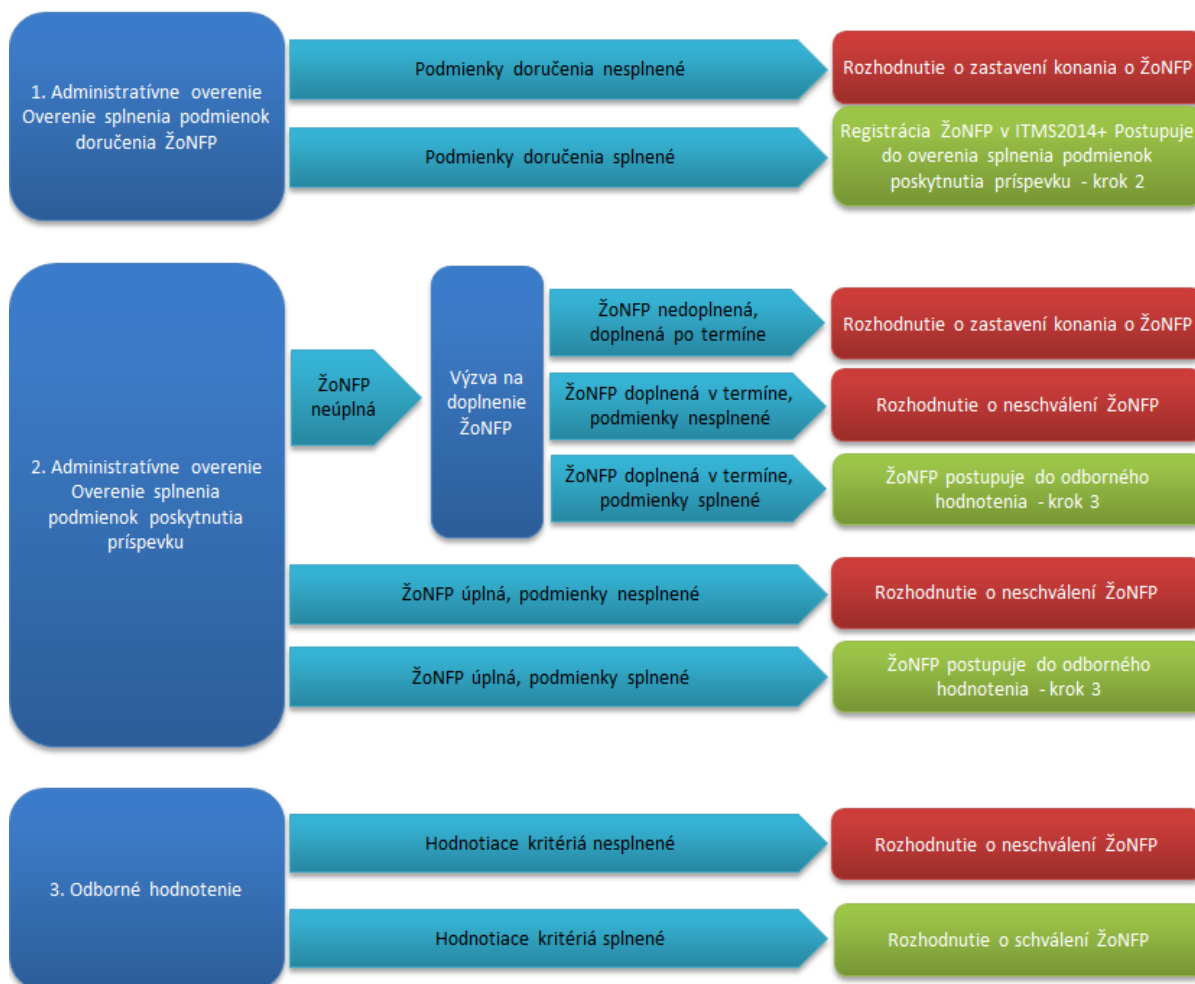 1. Administratívne overenie
Overenie splnenia podmienok
doručenia ŽoNFP
Podmienky doručenia nesplnené
Rozhodnutie o zastavení konania o ŽoNFP
Podmienky doručenia splnené
Registrácia ŽoNFP v ITMS2014+ Postupuje
do overenia splnenia podmienok
poskytnutia príspevku - krok 2
2. Administratívne overenie
Overenie splnenia
podmienok poskytnutia
príspevku
ŽoNFP
neúplná
Výzva na
doplnenie
ŽoNFP
ŽoNFP nedoplnená,
doplnená po termíne
Rozhodnutie o zastavení konania o ŽoNFP
ŽoNFP doplnená v termíne,
podmienky nesplnené
Rozhodnutie o neschválení ŽoNFP
ŽoNFP doplnená v termíne,
podmienky splnené
ŽoNFP postupuje do odborného
hodnotenia - krok 3
ŽoNFP úplná, podmienky nesplnené
Rozhodnutie o neschválení ŽoNFP
ŽoNFP úplná, podmienky splnené
ŽoNFP postupuje do odborného
hodnotenia - krok 3
3. Odborné hodnotenie
Hodnotiace kritériá nesplnené
Rozhodnutie o neschválení ŽoNFP
Hodnotiace kritériá splnené
Rozhodnutie o schválení ŽoNFP